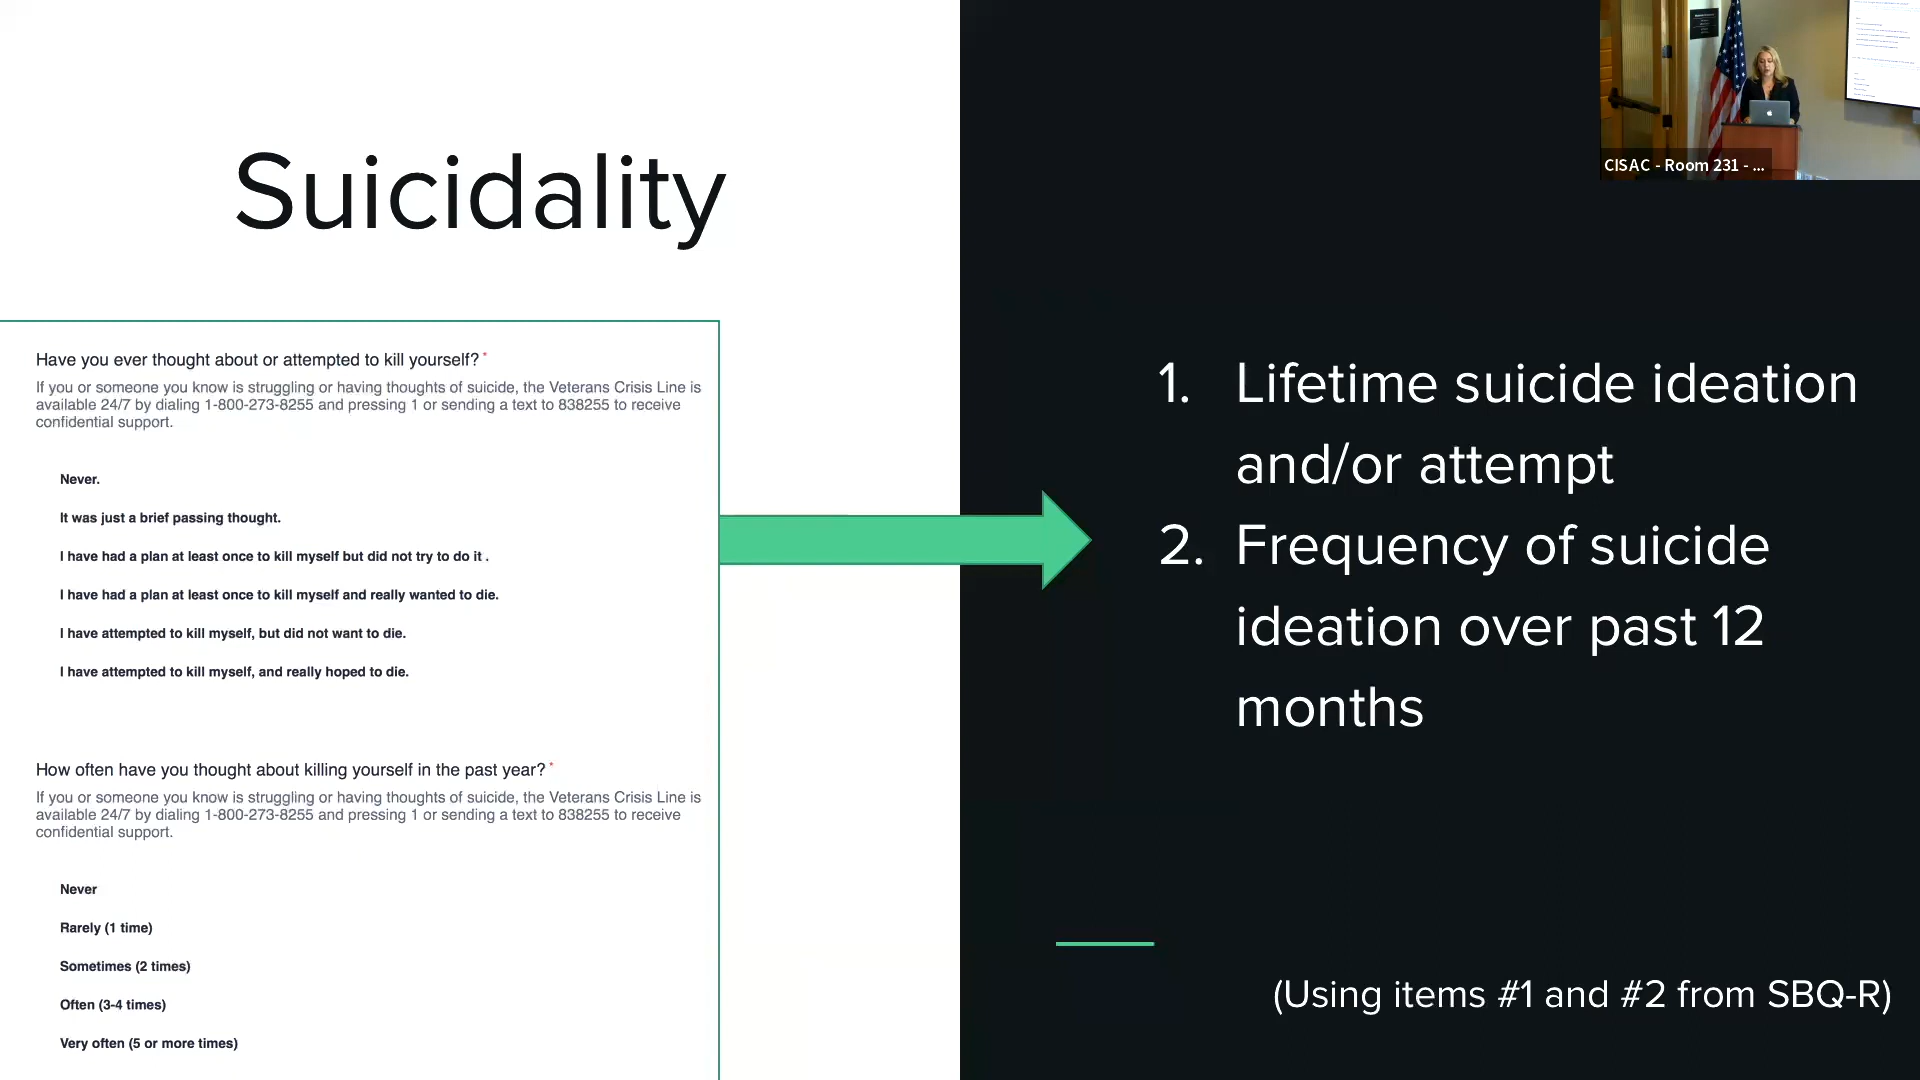 Suicidality
Have you ever thought about or attempted to kill yourself? *
If you or someone you know is struggling or having thoughts of suicide, the Veterans Crisis Line is
available 24/7 by dialing 1-800-273-8255 and pressing 1 or sending a text to 838255 to receive
confidential support.
Never.
It was just a brief passing thought.
I have had a plan at least once to kill myself but did not try to do it .
I have had a plan at least once to kill myself and really wanted to die.
I have attempted to kill myself, but did not want to die.
I have attempted to kill myself, and really hoped to die.
How often have you thought about killing yourself in the past year? *
If you or someone you know is struggling or having thoughts of suicide, the Veterans Crisis Line is
available 24/7 by dialing 1-800-273-8255 and pressing 1 or sending a text to 838255 to receive
confidential support.
Never
Rarely (1 time)
Sometimes (2 times)
Often (3-4 times)
Very often (5 or more times)
CISAC - Room 231 - ...
1. Lifetime suicide ideation
and/or attempt
2. Frequency of suicide
ideation over past 12
months
(Using items #1 and #2 from SBQ-R)